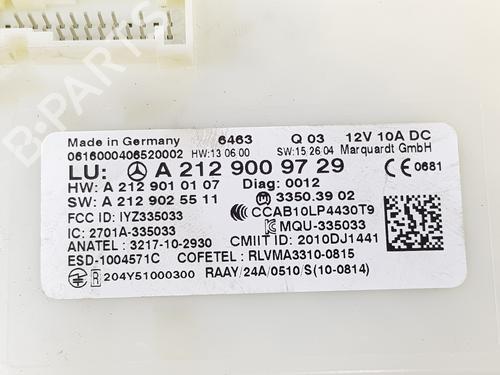 B-PARTS
Made in Germany 6463 Q 03 12V 10A DC
0616000406520002 HW:13 06 00 SW:15 26 04 Marquardt GmbH
LU: A 212 900 97 29 CE 0681
HW: A 212 901 01 07 Diag: 0012
SW: A 212 902 55 11 3350.3902
FCC ID: IYZ335033 CCAB10LP4430T9
IC: 2701A-335033 MQU-335033
ANATEL : 3217-10-2930 CMIIT ID: 2010DJ1441
ESD-1004571C COFETEL: RLVMA3310-0815
R 204Y51000300 RAAY/24A/0510/S(10-0814)